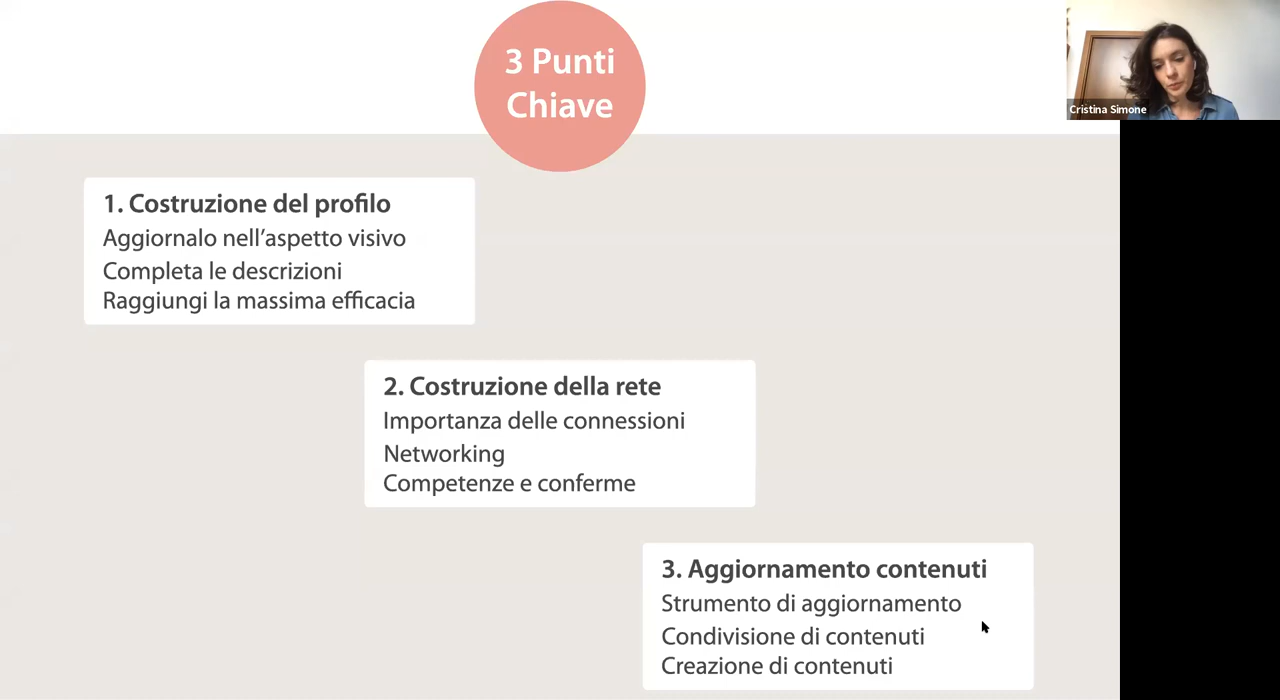 3 Punti
Chiave
Cristina Simone
1. Costruzione del profilo
Aggiornalo nell’aspetto visivo
Completa le descrizioni
Raggiungi la massima efficacia
2. Costruzione della rete
Importanza delle connessioni
Networking
Competenze e conferme
3. Aggiornamento contenuti
Strumento di aggiornamento
Condivisione di contenuti
Creazione di contenuti